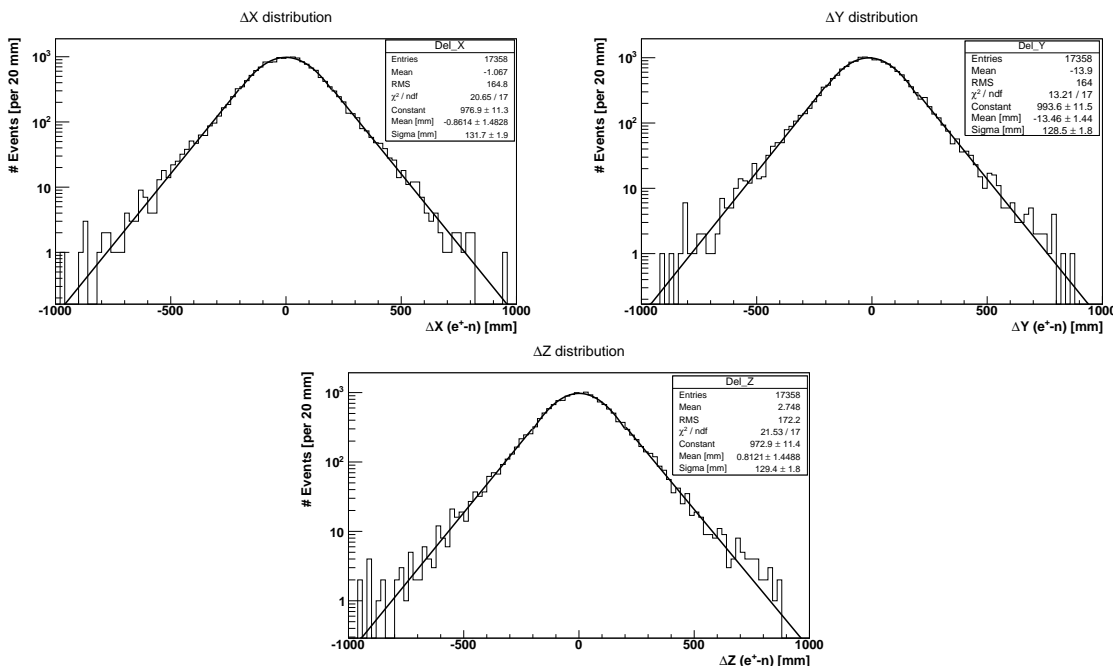 ΔX distribution
# Events [per 20 mm]
10³
10²
10
1
-1000
-500
0
500
1000
ΔX (e⁺-n) [mm]
Del_X
Entries 17358
Mean -1.067
RMS 164.8
χ² / ndf 20.65 / 17
Constant 976.9 ± 11.3
Mean [mm] -0.8614 ± 1.4828
Sigma [mm] 131.7 ± 1.9
ΔY distribution
# Events [per 20 mm]
10³
10²
10
1
-1000
-500
0
500
1000
ΔY (e⁺-n) [mm]
Del_Y
Entries 17358
Mean -13.9
RMS 164
χ² / ndf 13.21 / 17
Constant 993.6 ± 11.5
Mean [mm] -13.46 ± 1.44
Sigma [mm] 128.5 ± 1.8
ΔZ distribution
# Events [per 20 mm]
10³
10²
10
1
-1000
-500
0
500
1000
ΔZ (e⁺-n) [mm]
Del_Z
Entries 17358
Mean 2.748
RMS 172.2
χ² / ndf 21.53 / 17
Constant 972.9 ± 11.4
Mean [mm] 0.8121 ± 1.4488
Sigma [mm] 129.4 ± 1.8